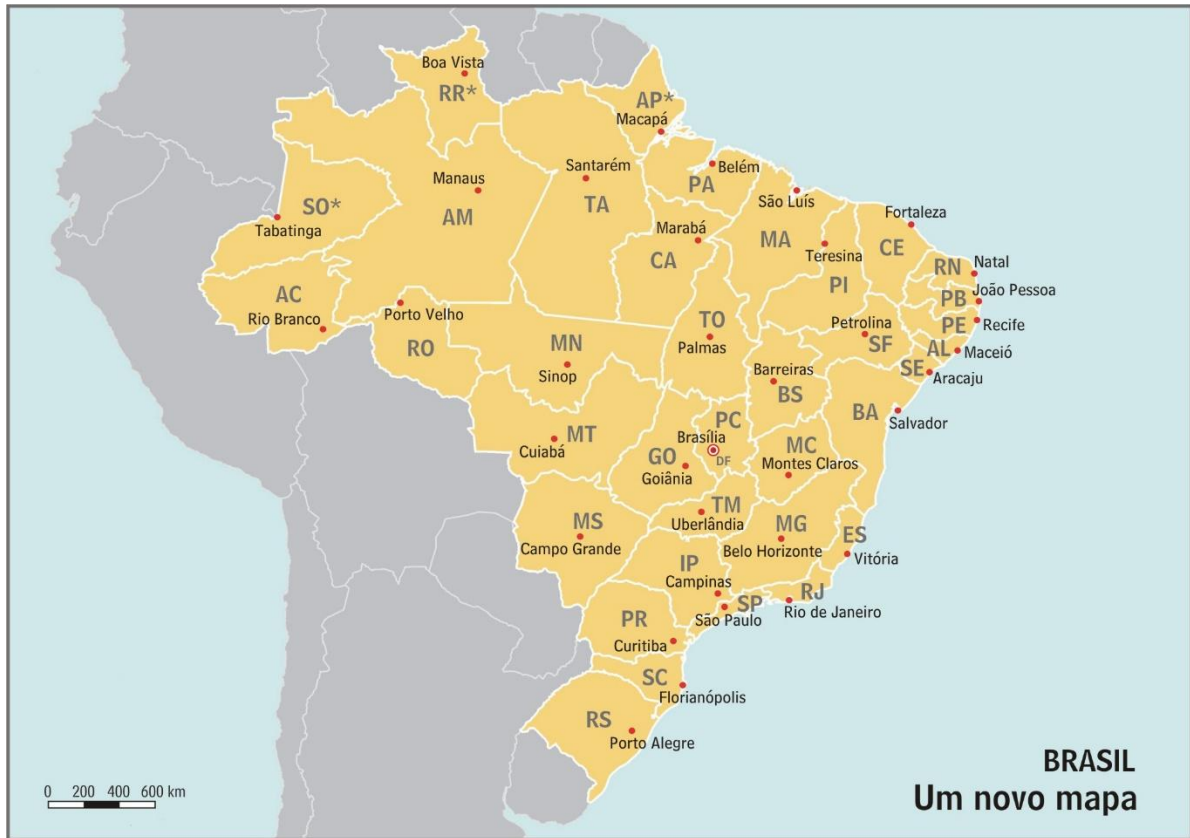 Boa Vista
RR*
AP*
Macapá
Santarém
Belém
Manaus
PA
São Luís
SO*
AM
TA
Fortaleza
Tabatinga
Marabá
MA
CE
Teresina
CA
RN
Natal
AC
PI
João Pessoa
PB
Rio Branco
Porto Velho
TO
Petrolina
PE
Recife
RO
MN
Palmas
SF
AL
Maceió
Sinop
Barreiras
SE
Aracaju
BS
BA
PC
Salvador
MT
Brasília
MC
Cuiabá
GO
DF
Montes Claros
Goiânia
TM
MS
Uberlândia
MG
Campo Grande
Belo Horizonte
ES
Vitória
IP
Campinas
RJ
SP
PR
São Paulo
Rio de Janeiro
Curitiba
SC
Florianópolis
RS
Porto Alegre
0 200 400 600 km
BRASIL
Um novo mapa